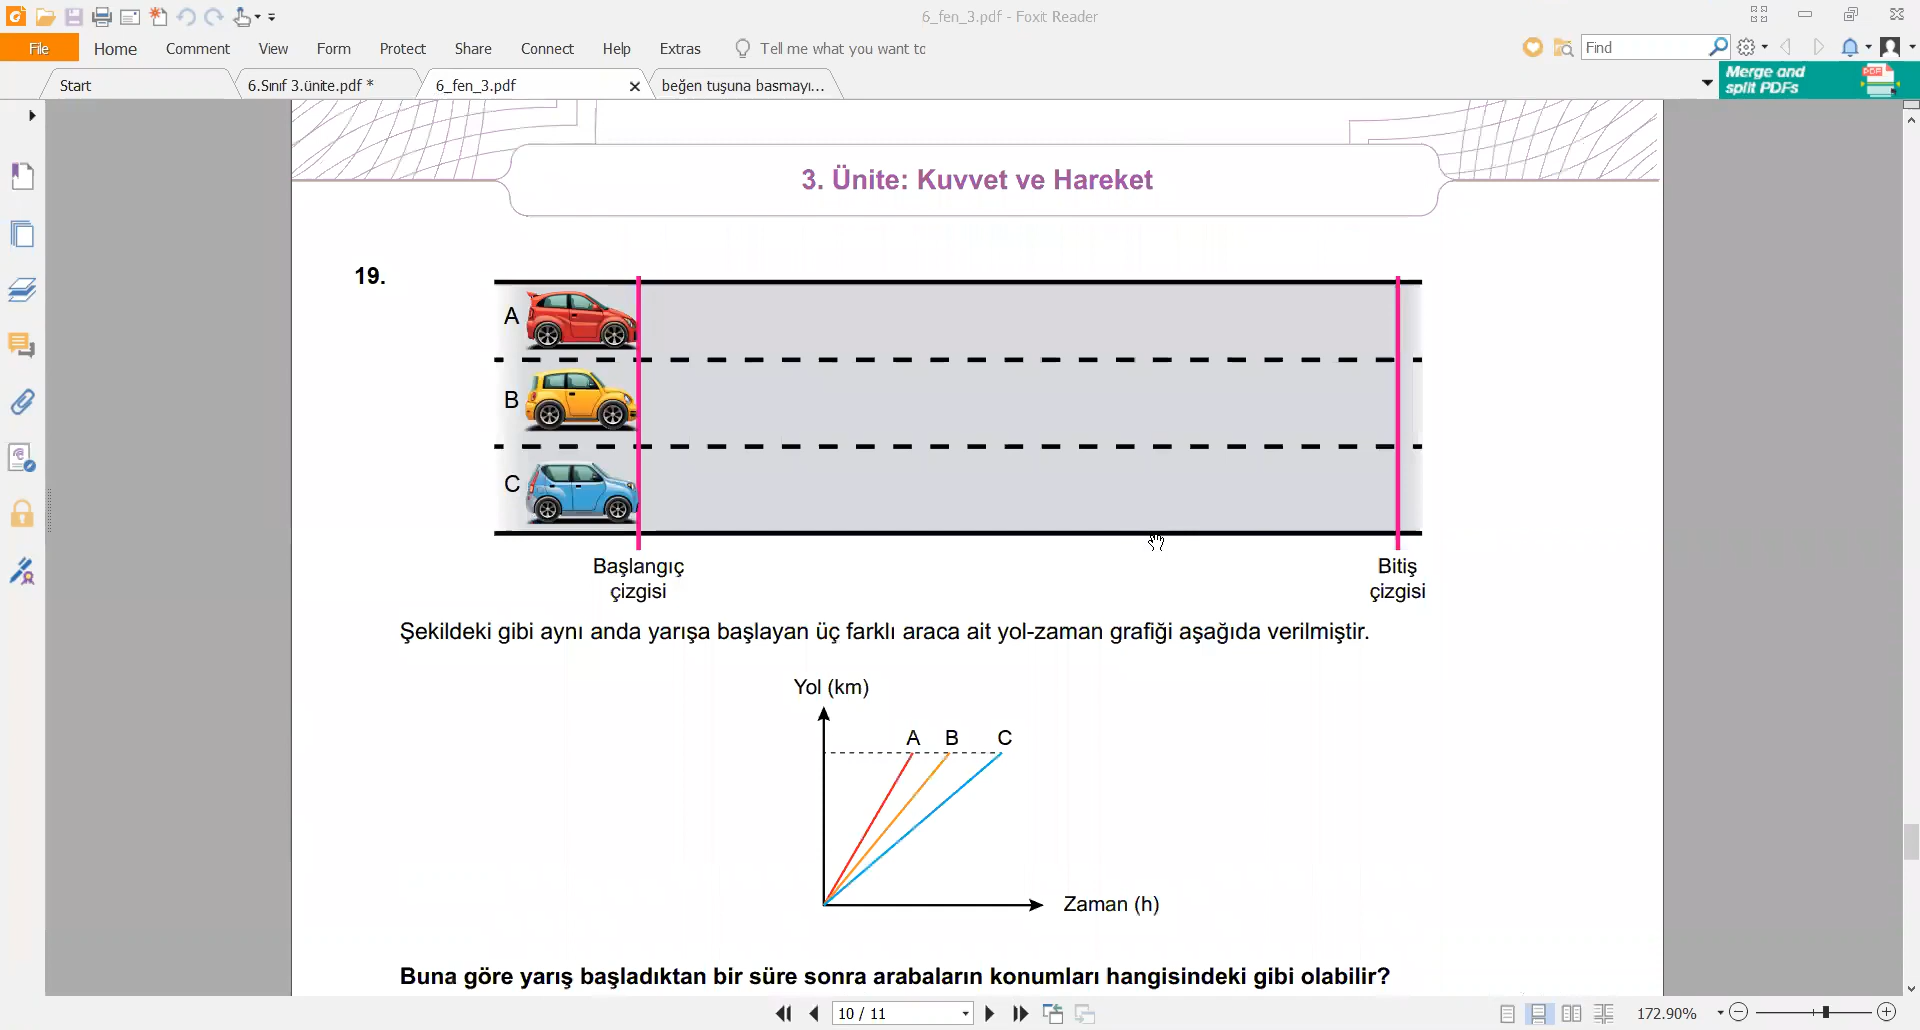 6_fen_3.pdf - Foxit Reader
File Home Comment View Form Protect Share Connect Help Extras Tell me what you want to
Find
Start 6.Sınıf 3.ünite.pdf * 6_fen_3.pdf beğen tuşuna basmayı...
Merge and
split PDFs
PDF
3. Ünite: Kuvvet ve Hareket
19.
A
B
C
Başlangıç
çizgisi
Bitiş
çizgisi
Şekildeki gibi aynı anda yarışa başlayan üç farklı araca ait yol-zaman grafiği aşağıda verilmiştir.
Yol (km)
A B C
Zaman (h)
Buna göre yarış başladıktan bir süre sonra arabaların konumları hangisindeki gibi olabilir?
10 / 11
172.90%